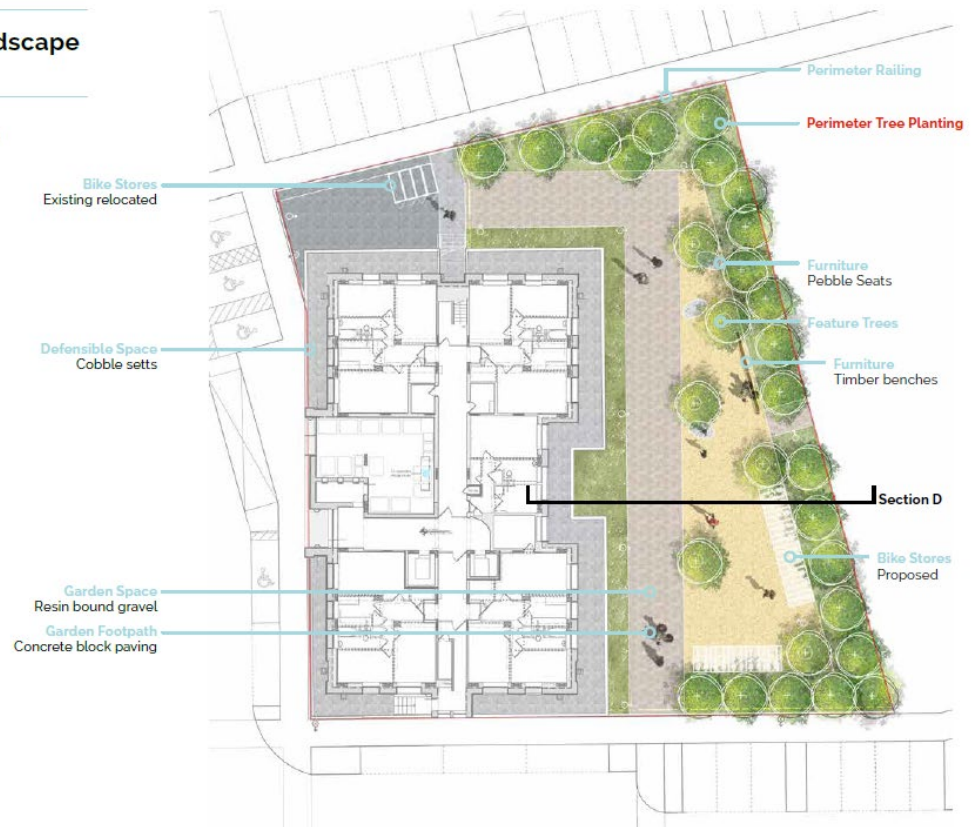 dscape
Perimeter Railing
Perimeter Tree Planting
Bike Stores
Existing relocated
Furniture
Pebble Seats
Feature Trees
Defensible Space
Cobble setts
Furniture
Timber benches
Section D
Bike Stores
Proposed
Garden Space
Resin bound gravel
Garden Footpath
Concrete block paving